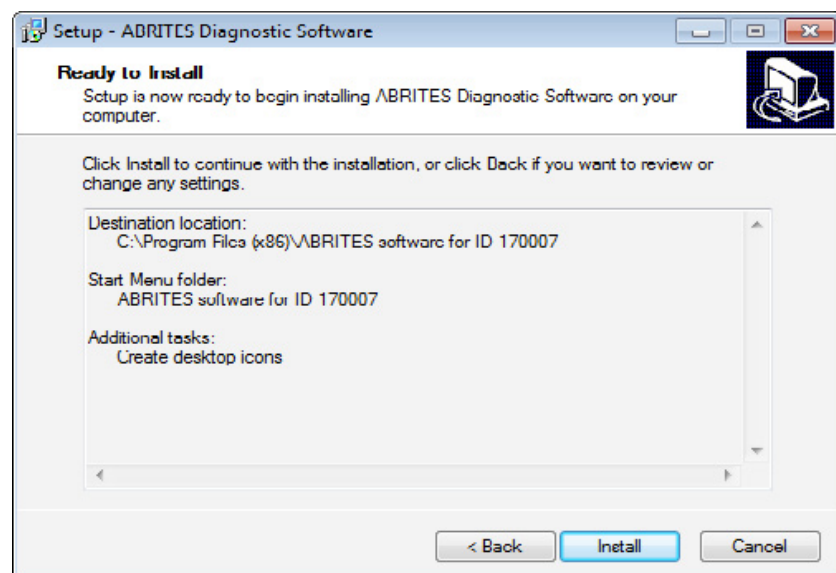 Setup - ABRITES Diagnostic Software
Ready to Install
Setup is now ready to begin installing ABRITES Diagnostic Software on your
computer.
Click Install to continue with the installation, or click Back if you want to review or
change any settings.
Destination location:
C:\Program Files (x86)\ABRITES software for ID 170007
Start Menu folder:
ABRITES software for ID 170007
Additional tasks:
Create desktop icons
< Back
Install
Cancel